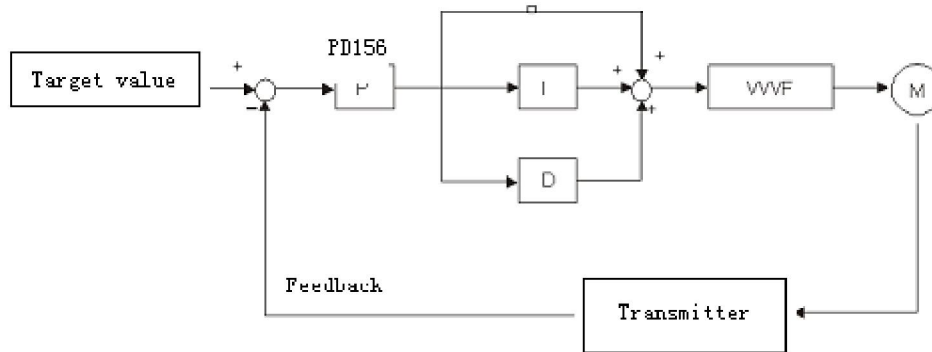 PD156
Target value
+
+
+
P
I
VVVF
M
−
+
D
Feedback
Transmitter